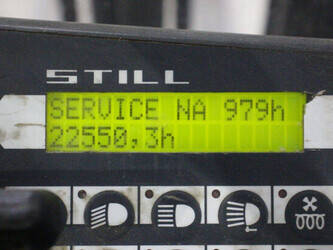 STILL
SERVICE NA 979h
22550,3h